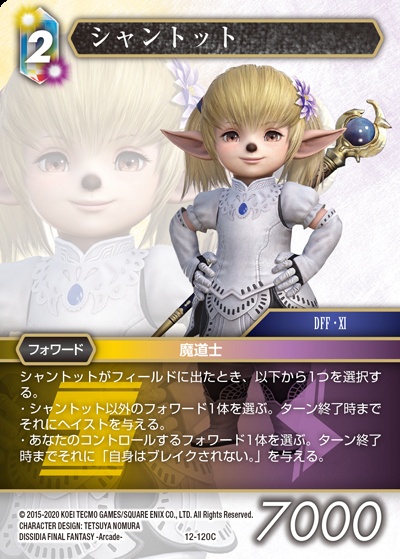 2
シャントット
DFF・XI
フォワード
魔道士
シャントットがフィールドに出たとき、以下から1つを選択す
る。
・シャントット以外のフォワード1体を選ぶ。ターン終了時まで
それにヘイストを与える。
・あなたのコントロールするフォワード1体を選ぶ。ターン終了
時までそれに「自身はブレイクされない。」を与える。
© 2015-2020 KOEI TECMO GAMES/SQUARE ENIX CO., LTD. All Rights Reserved.
CHARACTER DESIGN: TETSUYA NOMURA
DISSIDIA FINAL FANTASY -Arcade-
12-120C
7000